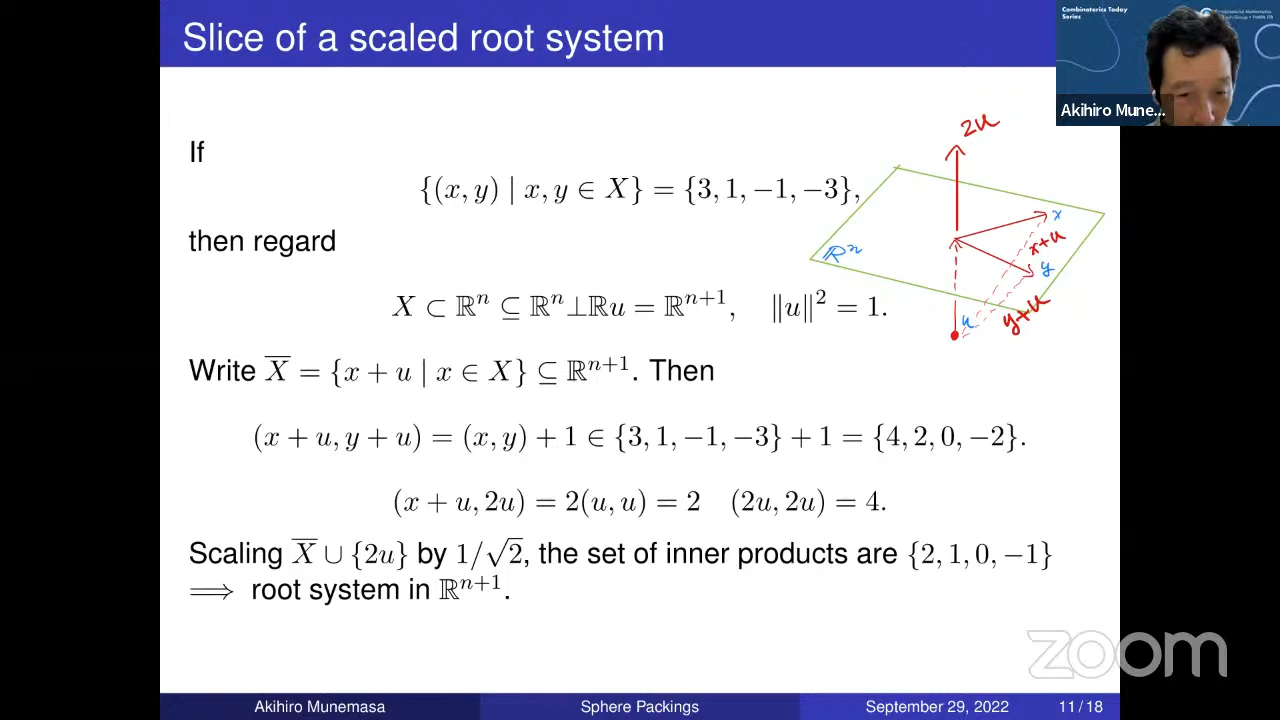 Slice of a scaled root system
Combinatorics Today
Series
Akihiro Mune...
If
{(x, y) | x, y ∈ X} = {3, 1, −1, −3},
then regard
X ⊂ ℝⁿ ⊆ ℝⁿ⊥ℝu = ℝⁿ⁺¹, ‖u‖² = 1.
Write X̅ = {x + u | x ∈ X} ⊆ ℝⁿ⁺¹. Then
(x + u, y + u) = (x, y) + 1 ∈ {3, 1, −1, −3} + 1 = {4, 2, 0, −2}.
(x + u, 2u) = 2(u, u) = 2 (2u, 2u) = 4.
Scaling X̅ ∪ {2u} by 1/√2, the set of inner products are {2, 1, 0, −1}
⟹ root system in ℝⁿ⁺¹.
2u
x
x+u
ℝⁿ
y
u
y+u
zoom
Akihiro Munemasa Sphere Packings September 29, 2022 11 / 18